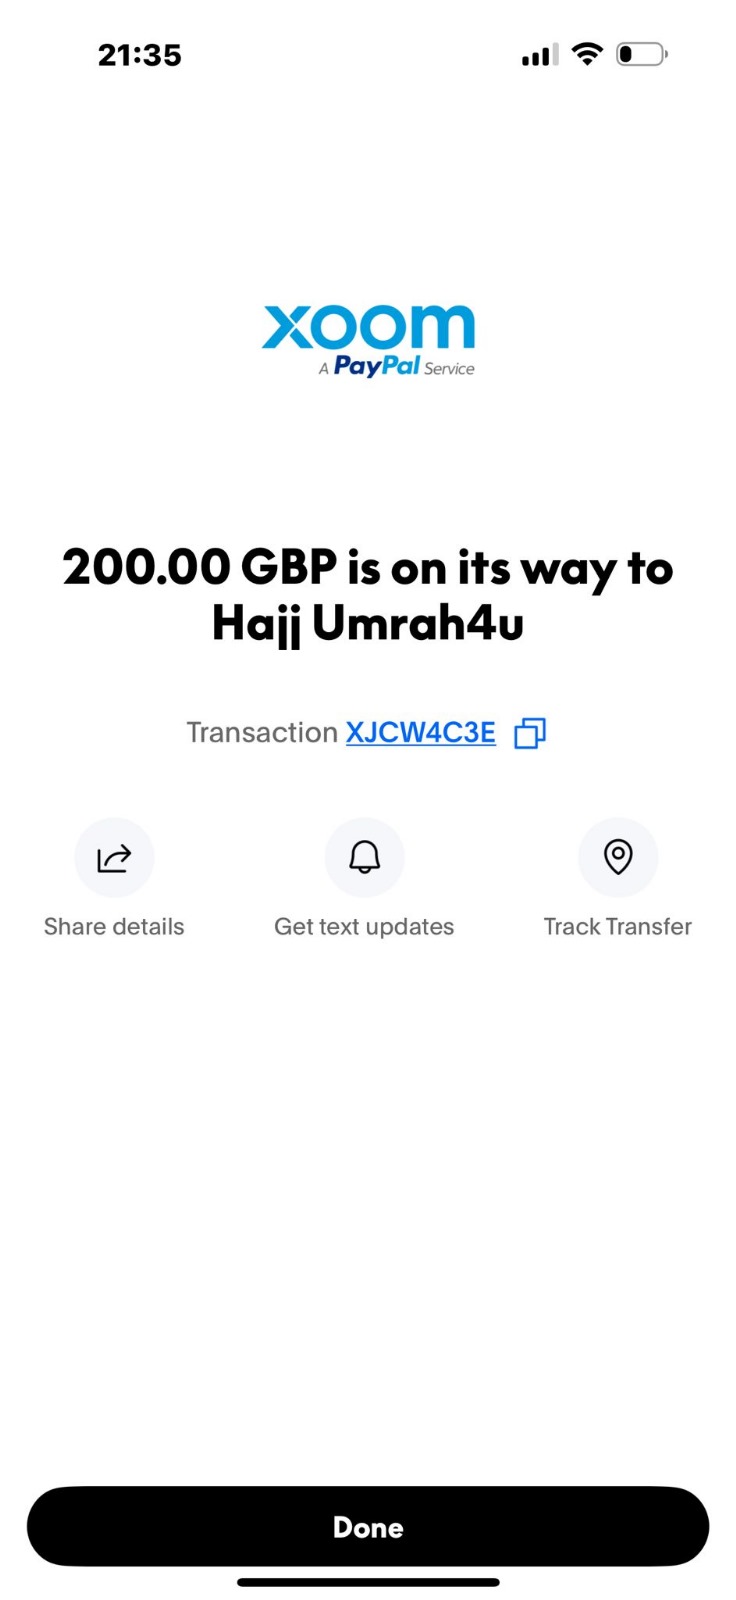 21:35
xoom
A PayPal Service
200.00 GBP is on its way to
Hajj Umrah4u
Transaction XJCW4C3E
Share details
Get text updates
Track Transfer
Done